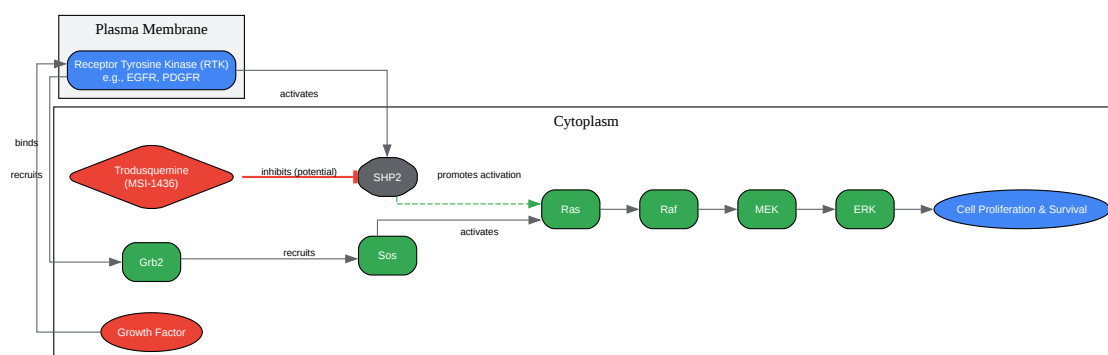 Plasma Membrane
Receptor Tyrosine Kinase (RTK)
e.g., EGFR, PDGFR
activates
Cytoplasm
binds
recruits
Trodusquemine
(MSI-1436)
inhibits (potential)
SHP2
promotes activation
Ras
Raf
MEK
ERK
Cell Proliferation & Survival
activates
Grb2
recruits
Sos
Growth Factor